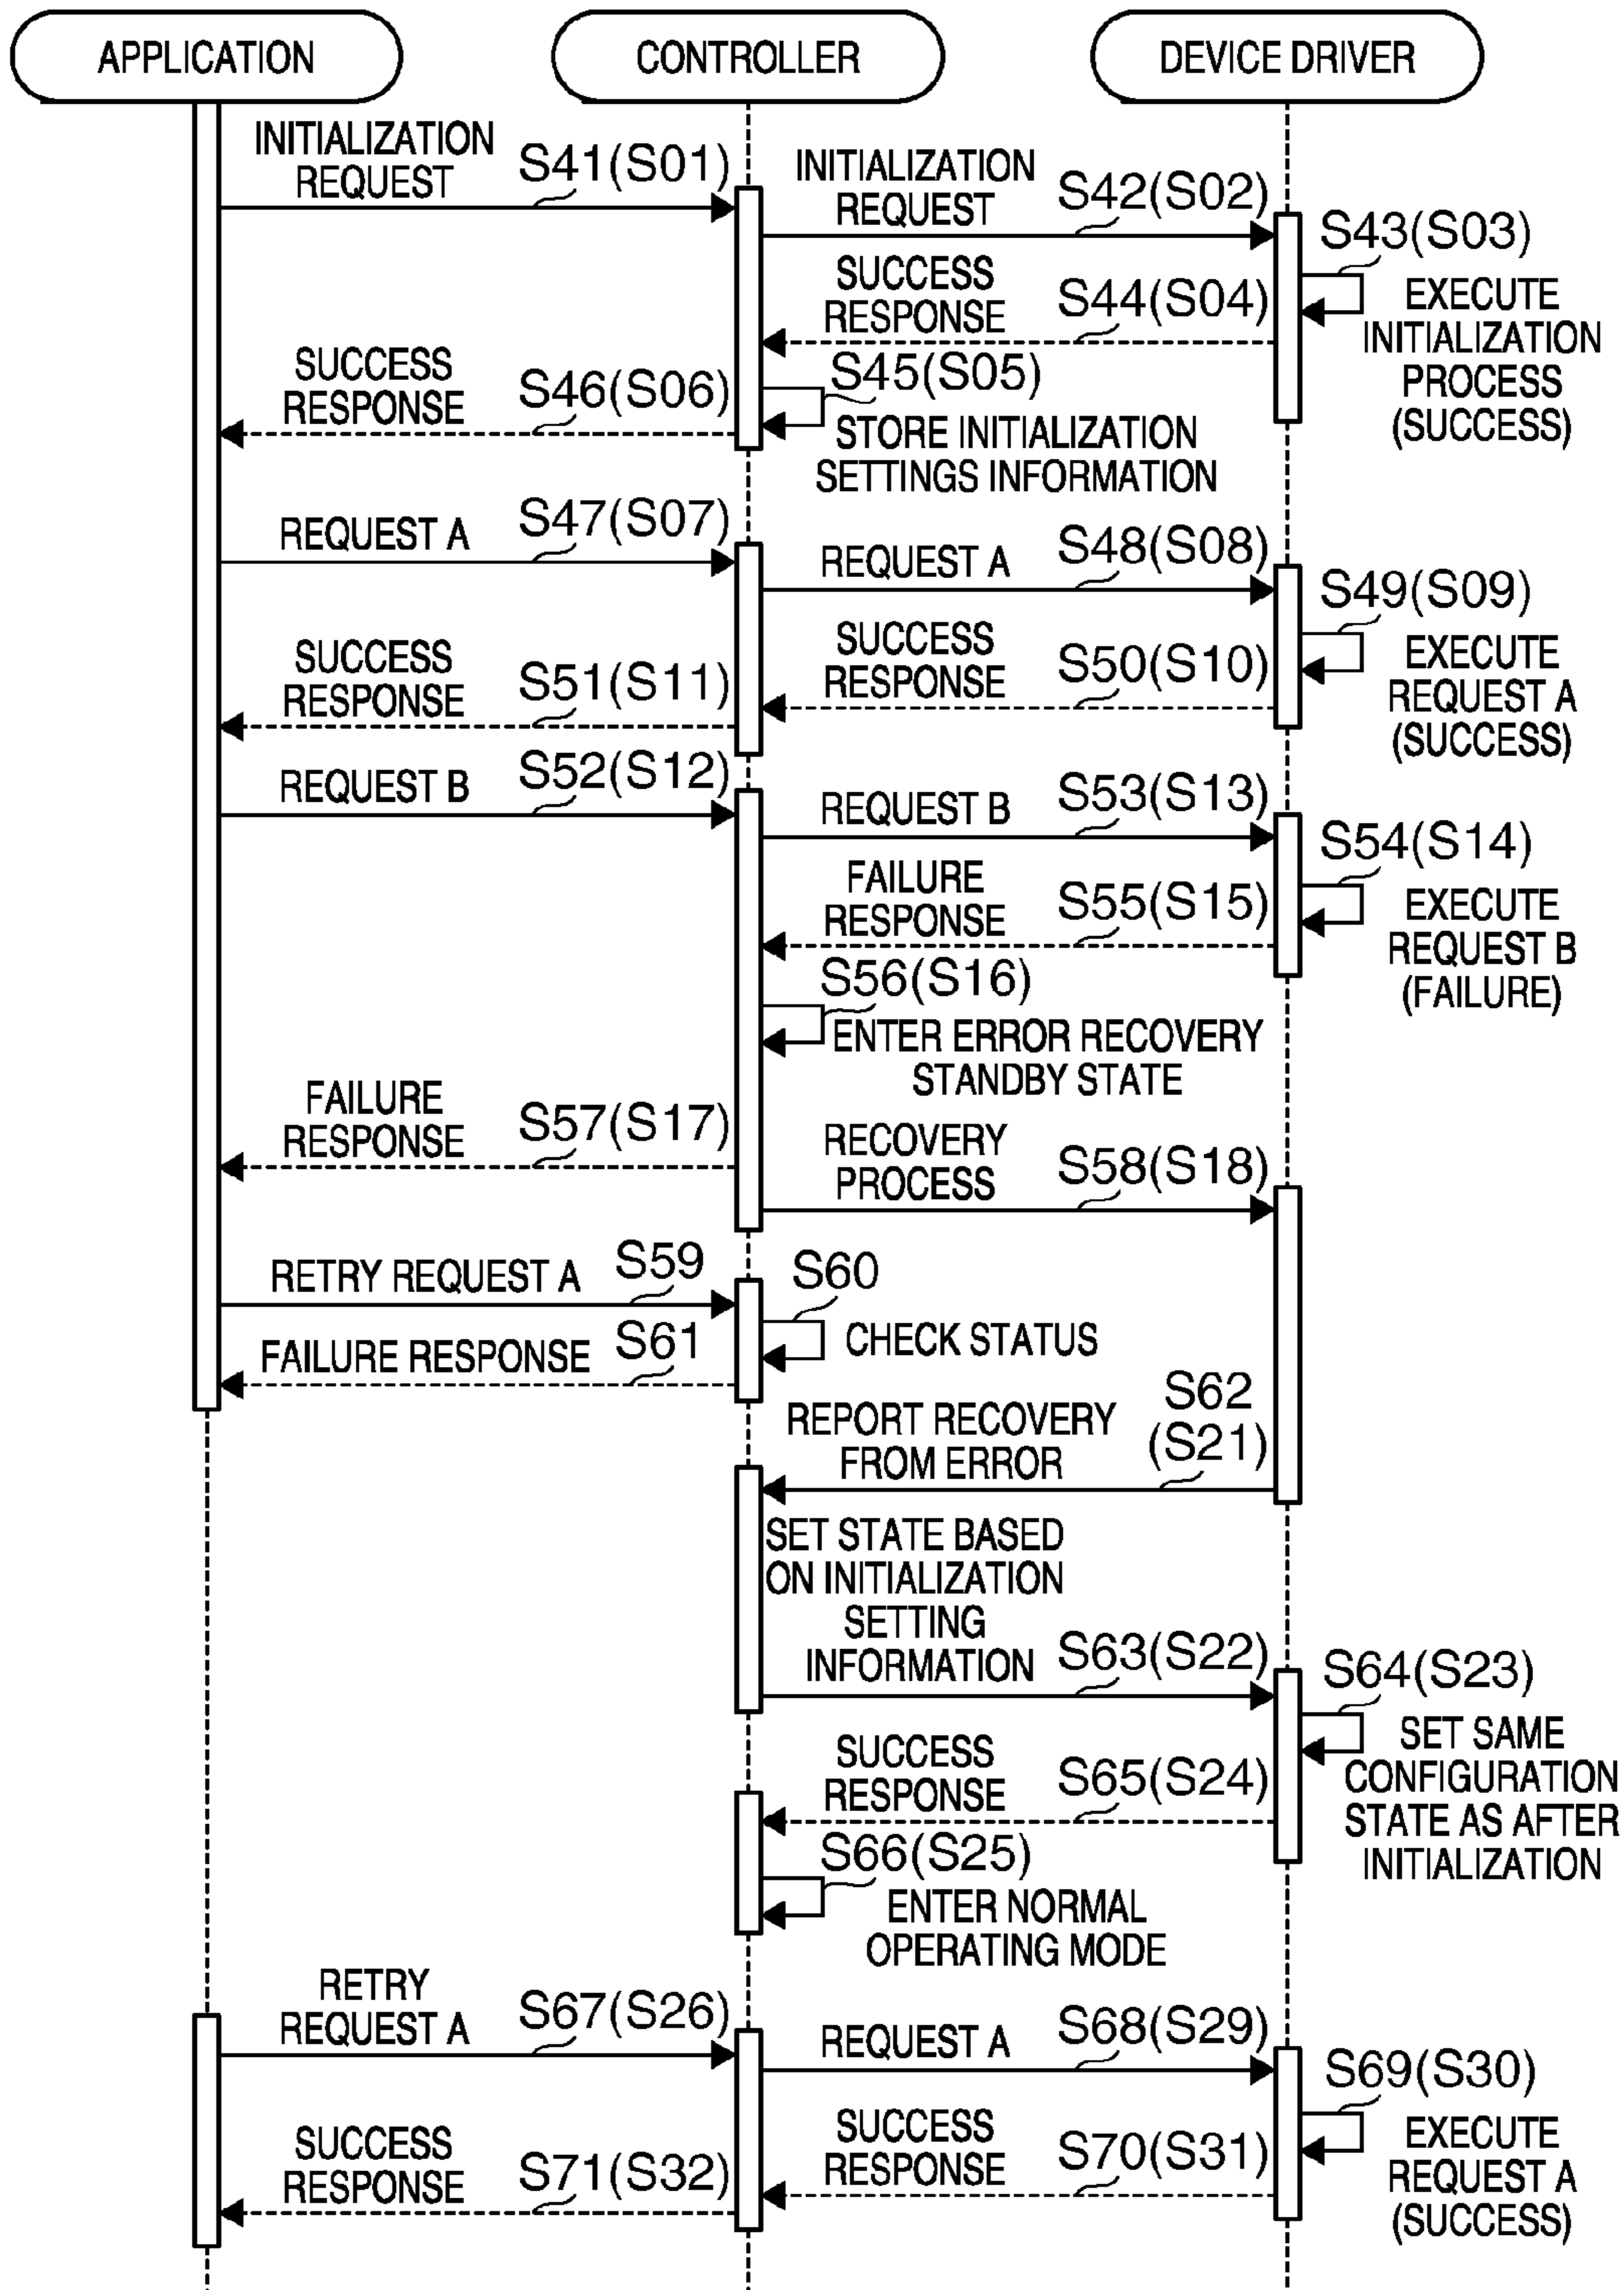 APPLICATION
CONTROLLER
DEVICE DRIVER
INITIALIZATION
REQUEST
S41(S01)
INITIALIZATION
REQUEST
S42(S02)
S43(S03)
EXECUTE
INITIALIZATION
PROCESS
(SUCCESS)
SUCCESS
RESPONSE
S44(S04)
S45(S05)
STORE INITIALIZATION
SETTINGS INFORMATION
SUCCESS
RESPONSE
S46(S06)
REQUEST A
S47(S07)
REQUEST A
S48(S08)
S49(S09)
EXECUTE
REQUEST A
(SUCCESS)
SUCCESS
RESPONSE
S50(S10)
SUCCESS
RESPONSE
S51(S11)
REQUEST B
S52(S12)
REQUEST B
S53(S13)
S54(S14)
EXECUTE
REQUEST B
(FAILURE)
FAILURE
RESPONSE
S55(S15)
S56(S16)
ENTER ERROR RECOVERY
STANDBY STATE
FAILURE
RESPONSE
S57(S17)
RECOVERY
PROCESS
S58(S18)
RETRY REQUEST A
S59
S60
CHECK STATUS
FAILURE RESPONSE
S61
REPORT RECOVERY
FROM ERROR
S62
(S21)
SET STATE BASED
ON INITIALIZATION
SETTING
INFORMATION
S63(S22)
S64(S23)
SET SAME
CONFIGURATION
STATE AS AFTER
INITIALIZATION
SUCCESS
RESPONSE
S65(S24)
S66(S25)
ENTER NORMAL
OPERATING MODE
RETRY
REQUEST A
S67(S26)
REQUEST A
S68(S29)
S69(S30)
EXECUTE
REQUEST A
(SUCCESS)
SUCCESS
RESPONSE
S70(S31)
SUCCESS
RESPONSE
S71(S32)